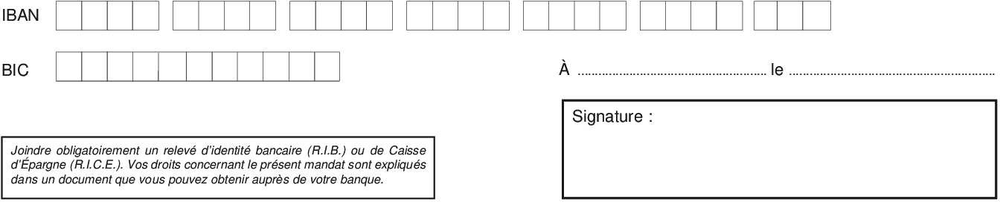 IBAN
BIC
À ........................................................ le .............................................................
Signature :
Joindre obligatoirement un relevé d'identité bancaire (R.I.B.) ou de Caisse
d'Épargne (R.I.C.E.). Vos droits concernant le présent mandat sont expliqués
dans un document que vous pouvez obtenir auprès de votre banque.